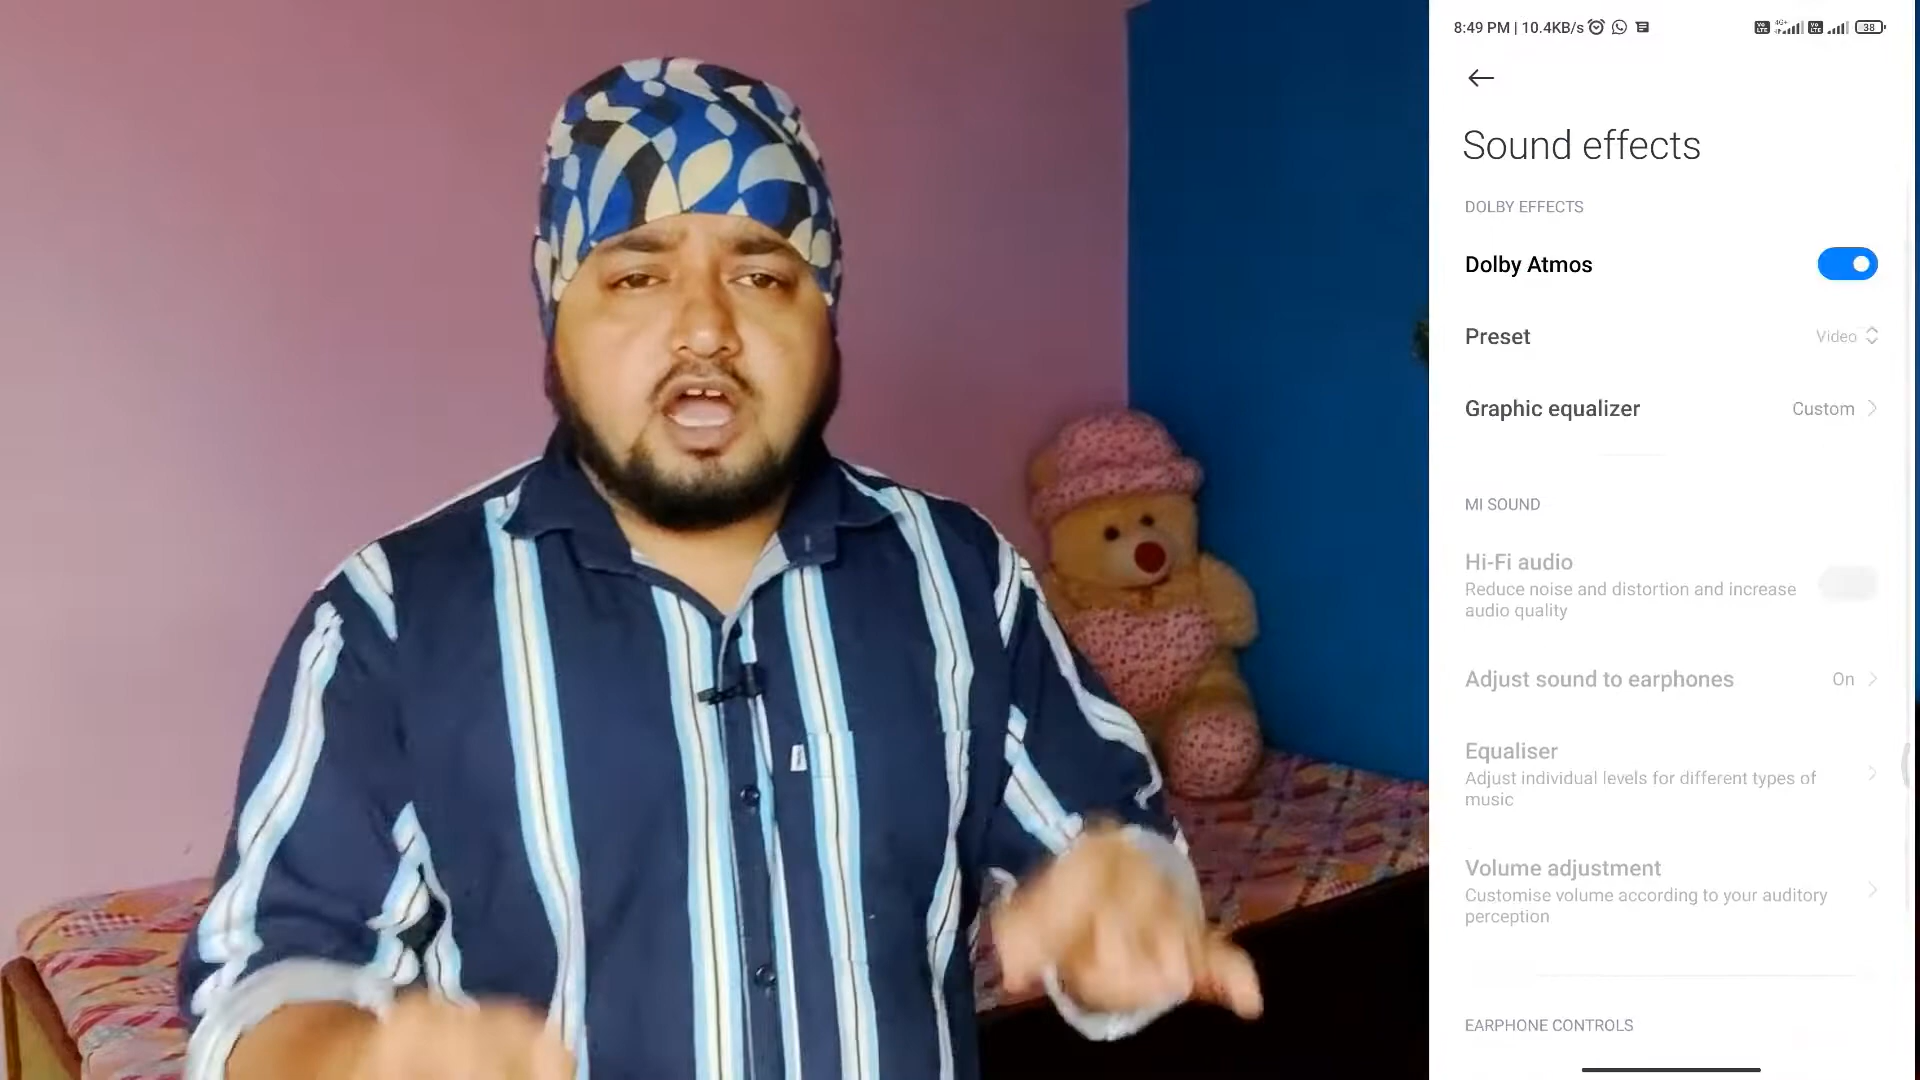 8:49 PM | 10.4KB/s
38
Sound effects
DOLBY EFFECTS
Dolby Atmos
Preset
Video
Graphic equalizer
Custom
MI SOUND
Hi-Fi audio
Reduce noise and distortion and increase
audio quality
Adjust sound to earphones
On
Equaliser
Adjust individual levels for different types of
music
Volume adjustment
Customise volume according to your auditory
perception
EARPHONE CONTROLS